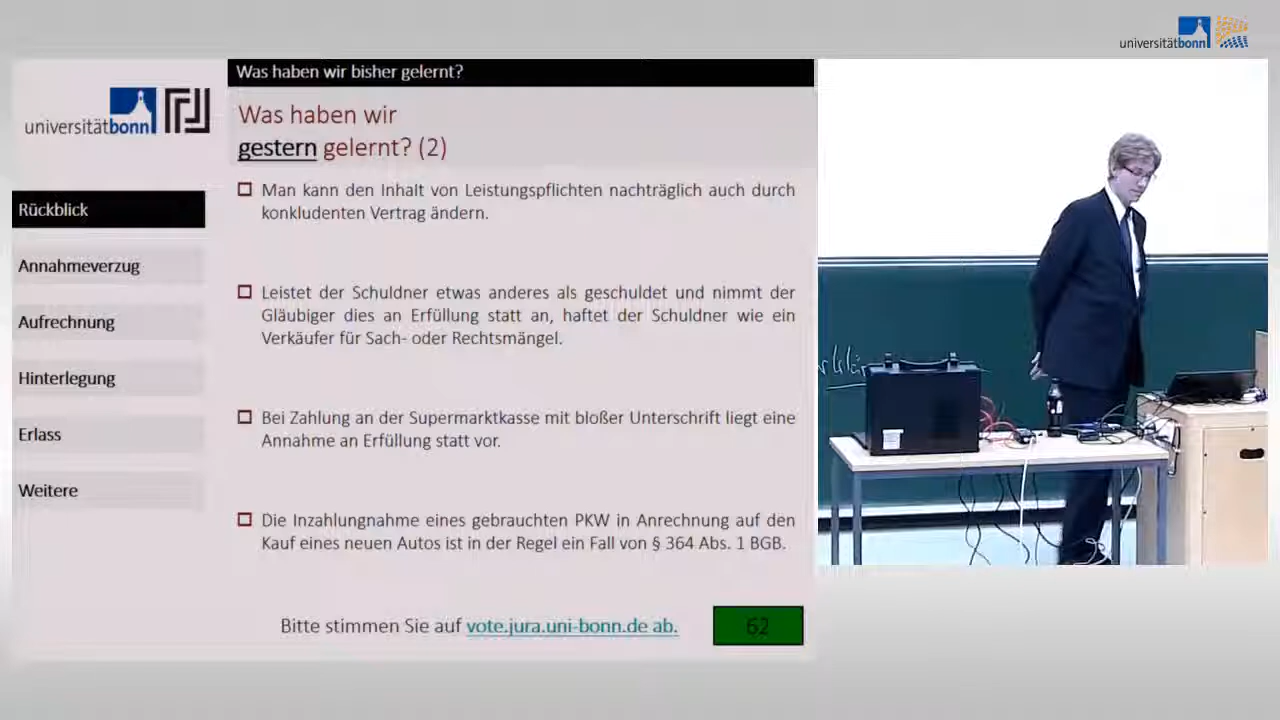 universitätbonn
Was haben wir bisher gelernt?
universitätbonn
Was haben wir
gestern gelernt? (2)
Rückblick
Annahmeverzug
Aufrechnung
Hinterlegung
Erlass
Weitere
Man kann den Inhalt von Leistungspflichten nachträglich auch durch
konkludenten Vertrag ändern.
Leistet der Schuldner etwas anderes als geschuldet und nimmt der
Gläubiger dies an Erfüllung statt an, haftet der Schuldner wie ein
Verkäufer für Sach- oder Rechtsmängel.
Bei Zahlung an der Supermarktkasse mit bloßer Unterschrift liegt eine
Annahme an Erfüllung statt vor.
Die Inzahlungnahme eines gebrauchten PKW in Anrechnung auf den
Kauf eines neuen Autos ist in der Regel ein Fall von § 364 Abs. 1 BGB.
Bitte stimmen Sie auf vote.jura.uni-bonn.de ab.
62